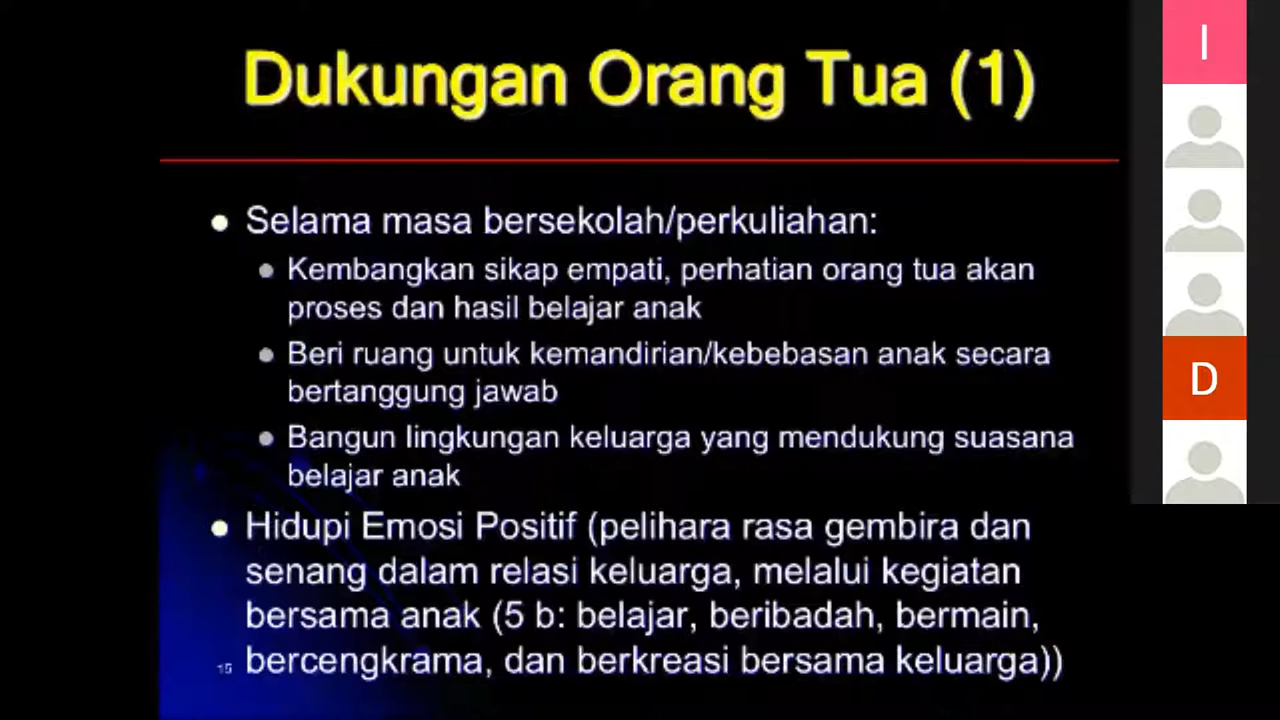 Dukungan Orang Tua (1)
Selama masa bersekolah/perkuliahan:
Kembangkan sikap empati, perhatian orang tua akan
proses dan hasil belajar anak
Beri ruang untuk kemandirian/kebebasan anak secara
bertanggung jawab
Bangun lingkungan keluarga yang mendukung suasana
belajar anak
Hidupi Emosi Positif (pelihara rasa gembira dan
senang dalam relasi keluarga, melalui kegiatan
bersama anak (5 b: belajar, beribadah, bermain,
bercengkrama, dan berkreasi bersama keluarga))
15
I
D